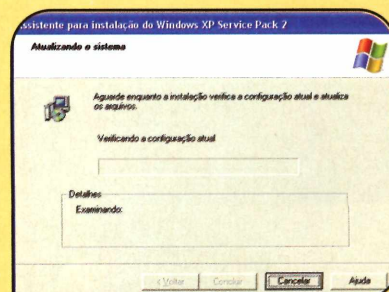 ssistente para instalação do Windows XP Service Pack 2
Atualizando o sistema
Aguarde enquanto a instalação verifica a configuração atual e atualiza
os arquivos.
Verificando a configuração atual
Detalhes
Examinando:
< Voltar
Concluir
Cancelar
Ajuda